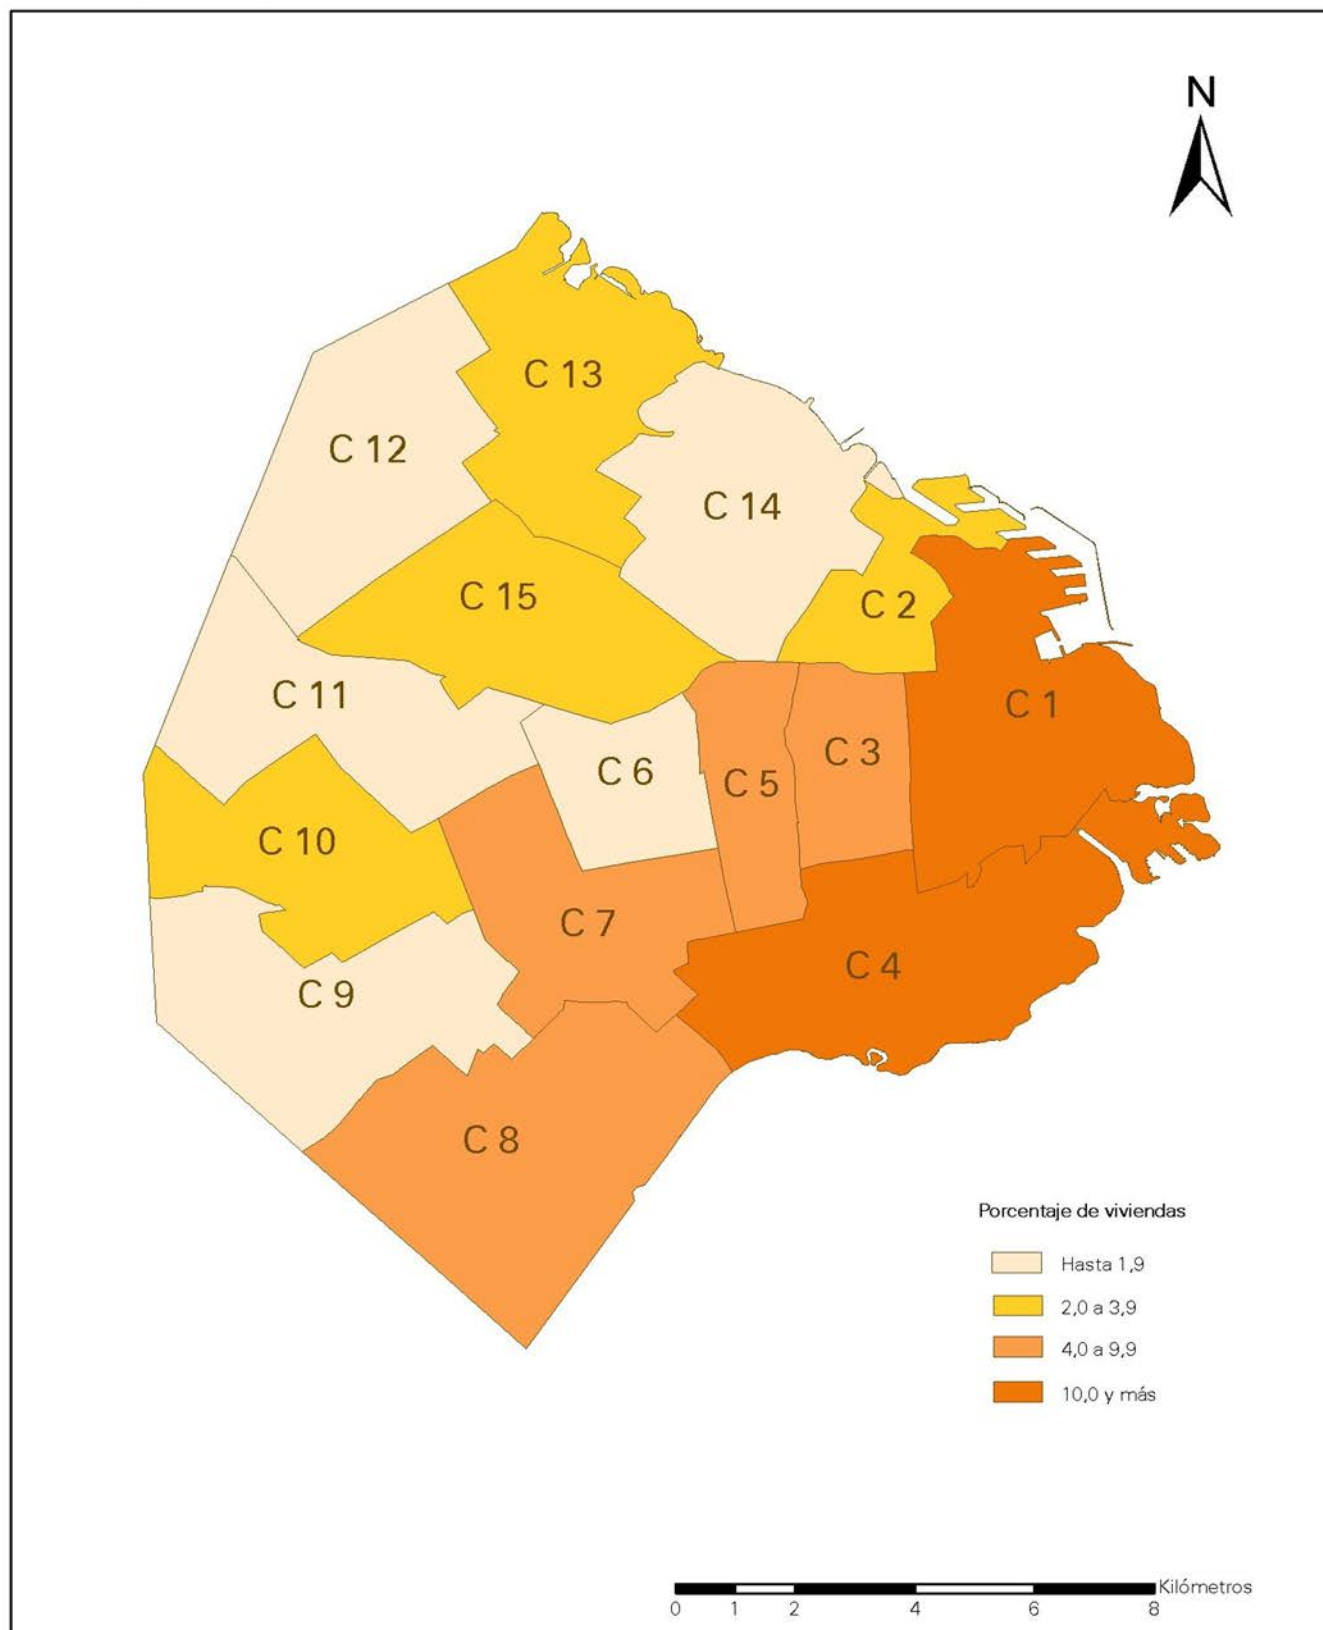 N
C 13
C 12
C 14
C 15
C 2
C 11
C 1
C 6
C 5
C 3
C 10
C 7
C 4
C 9
C 8
Porcentaje de viviendas
Hasta 1,9
2,0 a 3,9
4,0 a 9,9
10,0 y más
Kilómetros
0 1 2 4 6 8